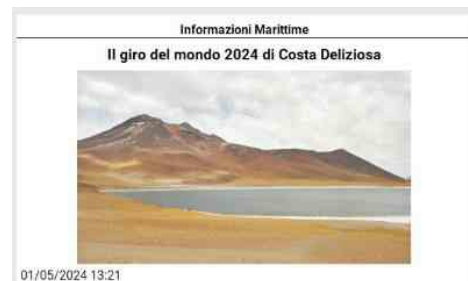 Informazioni Marittime
Il giro del mondo 2024 di Costa Deliziosa
01/05/2024 13:21